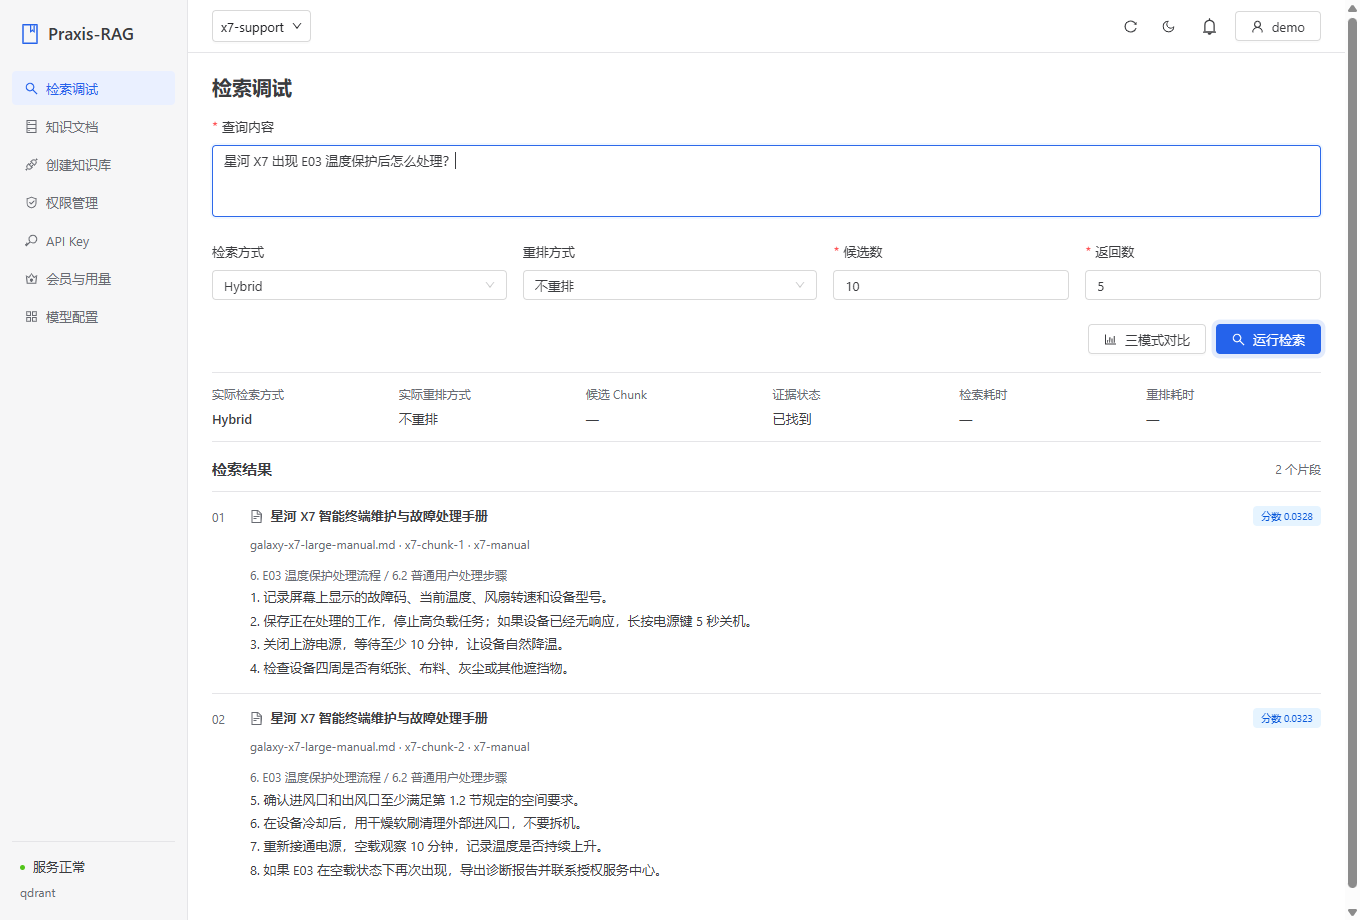 Praxis-RAG
x7-support
demo
检索调试
知识文档
创建知识库
权限管理
API Key
会员与用量
模型配置
服务正常
qdrant
检索调试
* 查询内容
星河 X7 出现 E03 温度保护后怎么处理?
检索方式
重排方式
* 候选数
* 返回数
Hybrid
不重排
10
5
三模式对比
运行检索
实际检索方式
实际重排方式
候选 Chunk
证据状态
检索耗时
重排耗时
Hybrid
不重排
—
已找到
—
—
检索结果
2 个片段
01
星河 X7 智能终端维护与故障处理手册
分数 0.0328
galaxy-x7-large-manual.md · x7-chunk-1 · x7-manual
6. E03 温度保护处理流程 / 6.2 普通用户处理步骤
1. 记录屏幕上显示的故障码、当前温度、风扇转速和设备型号。
2. 保存正在处理的工作，停止高负载任务；如果设备已经无响应，长按电源键 5 秒关机。
3. 关闭上游电源，等待至少 10 分钟，让设备自然降温。
4. 检查设备四周是否有纸张、布料、灰尘或其他遮挡物。
02
星河 X7 智能终端维护与故障处理手册
分数 0.0323
galaxy-x7-large-manual.md · x7-chunk-2 · x7-manual
6. E03 温度保护处理流程 / 6.2 普通用户处理步骤
5. 确认进风口和出风口至少满足第 1.2 节规定的空间要求。
6. 在设备冷却后，用干燥软刷清理外部进风口，不要拆机。
7. 重新接通电源，空载观察 10 分钟，记录温度是否持续上升。
8. 如果 E03 在空载状态下再次出现，导出诊断报告并联系授权服务中心。